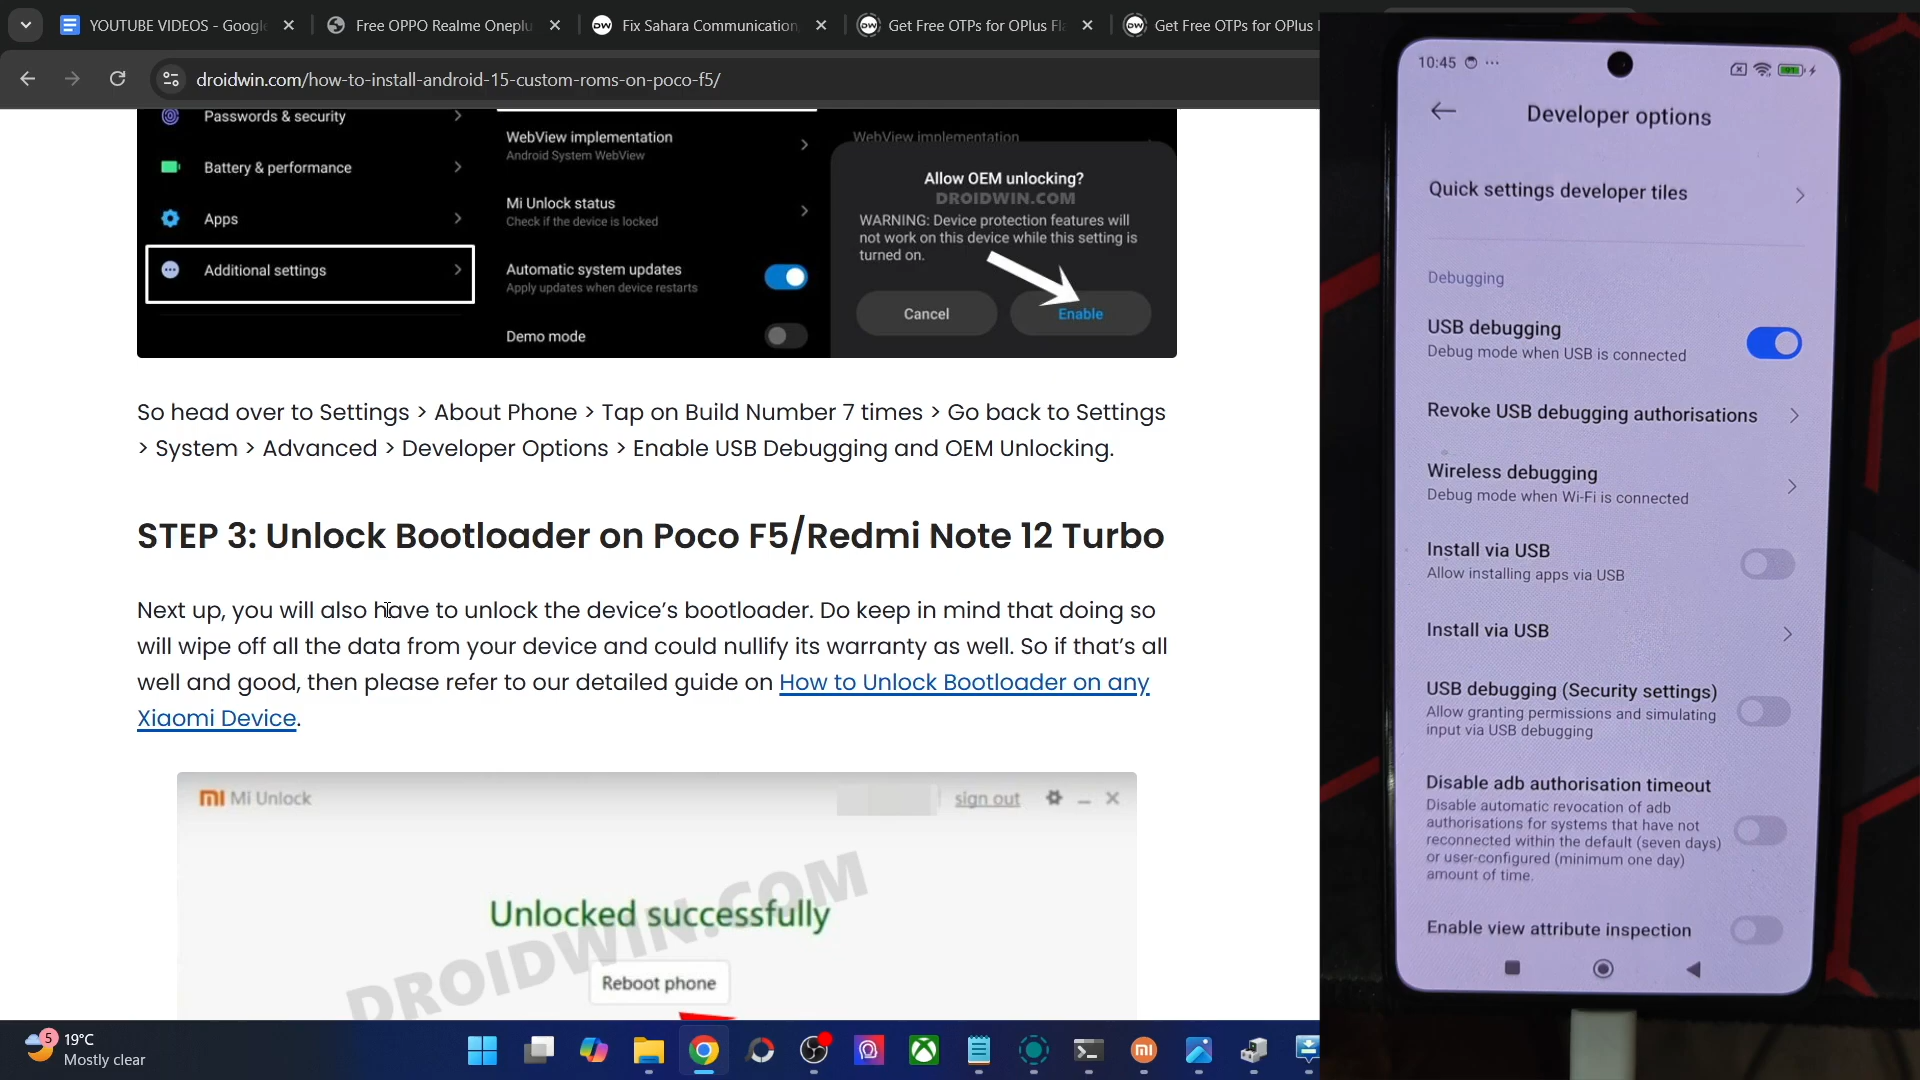 YOUTUBE VIDEOS - Google
Free OPPO Realme Oneplu
Fix Sahara Communication
Get Free OTPs for OPlus Fla
Get Free OTPs for OPlus
droidwin.com/how-to-install-android-15-custom-roms-on-poco-f5/
Passwords & security
Battery & performance
Apps
Additional settings
WebView implementation
Android System WebView
Mi Unlock status
Check if the device is locked
Automatic system updates
Apply updates when device restarts
Demo mode
WebView implementation
Allow OEM unlocking?
DROIDWIN.COM
WARNING: Device protection features will
not work on this device while this setting is
turned on.
Cancel
Enable
So head over to Settings > About Phone > Tap on Build Number 7 times > Go back to Settings
> System > Advanced > Developer Options > Enable USB Debugging and OEM Unlocking.
STEP 3: Unlock Bootloader on Poco F5/Redmi Note 12 Turbo
Next up, you will also have to unlock the device’s bootloader. Do keep in mind that doing so
will wipe off all the data from your device and could nullify its warranty as well. So if that’s all
well and good, then please refer to our detailed guide on How to Unlock Bootloader on any
Xiaomi Device.
Mi Unlock
sign out
Unlocked successfully
DROIDWIN.COM
Reboot phone
5
19°C
Mostly clear
10:45
Developer options
Quick settings developer tiles
Debugging
USB debugging
Debug mode when USB is connected
Revoke USB debugging authorisations
Wireless debugging
Debug mode when Wi-Fi is connected
Install via USB
Allow installing apps via USB
Install via USB
USB debugging (Security settings)
Allow granting permissions and simulating
input via USB debugging
Disable adb authorisation timeout
Disable automatic revocation of adb
authorisations for systems that have not
reconnected within the default (seven days)
or user-configured (minimum one day)
amount of time.
Enable view attribute inspection